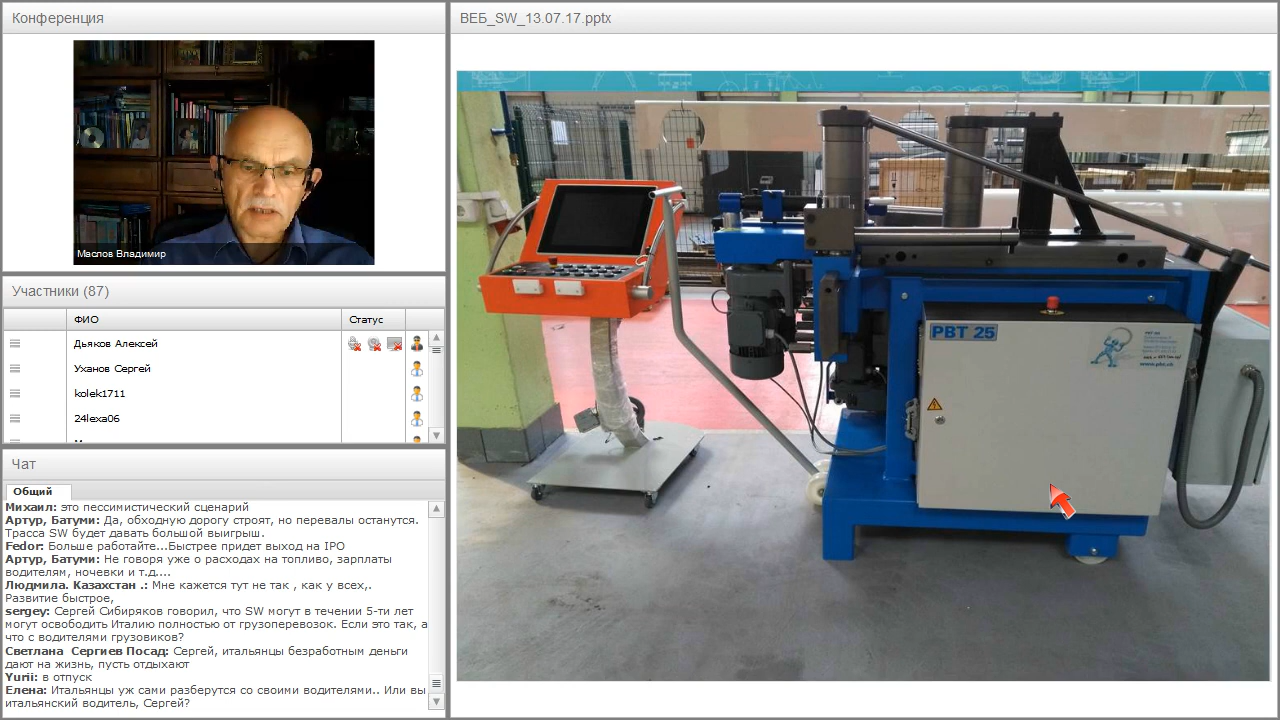 Конференция
Маслов Владимир
Участники (87)
ФИО
Статус
Дьяков Алексей
Уханов Сергей
kolek1711
24lexa06
Чат
Общий
Михаил: это пессимистический сценарий
Артур, Батуми: Да, обходную дорогу строят, но перевалы останутся.
Трасса SW будет давать большой выигрыш.
Fedor: Больше работайте...Быстрее придет выход на IPO
Артур, Батуми: Не говоря уже о расходах на топливо, зарплаты
водителям, ночевки и т.д....
Людмила. Казахстан .: Мне кажется тут не так , как у всех,.
Развитие быстрое,
sergey: Сергей Сибиряков говорил, что SW могут в течении 5-ти лет
могут освободить Италию полностью от грузоперевозок. Если это так, а
что с водителями грузовиков?
Светлана Сергиев Посад: Сергей, итальянцы безработным деньги
дают на жизнь, пусть отдыхают
Yurii: в отпуск
Елена: Итальянцы уж сами разберутся со своими водителями.. Или вы
итальянский водитель, Сергей?
ВЕБ_SW_13.07.17.pptx
PBT 25